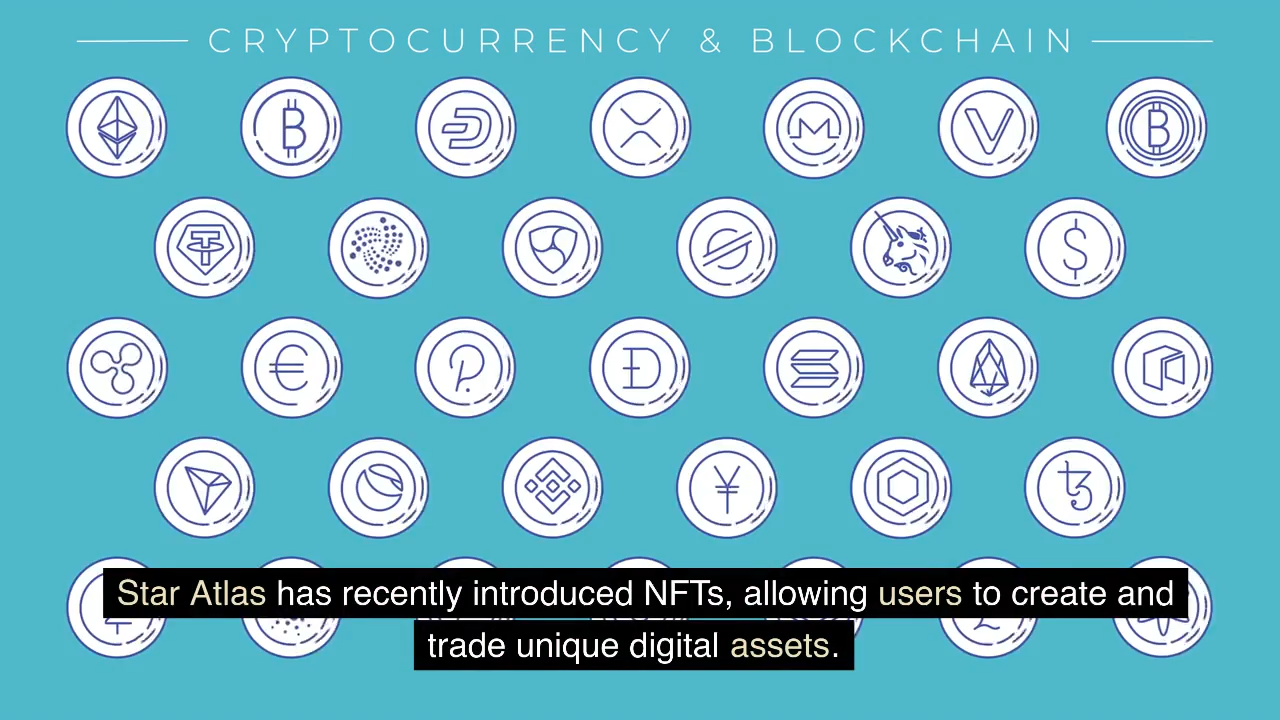 CRYPTOCURRENCY & BLOCKCHAIN
Star Atlas has recently introduced NFTs, allowing users to create and
trade unique digital assets.